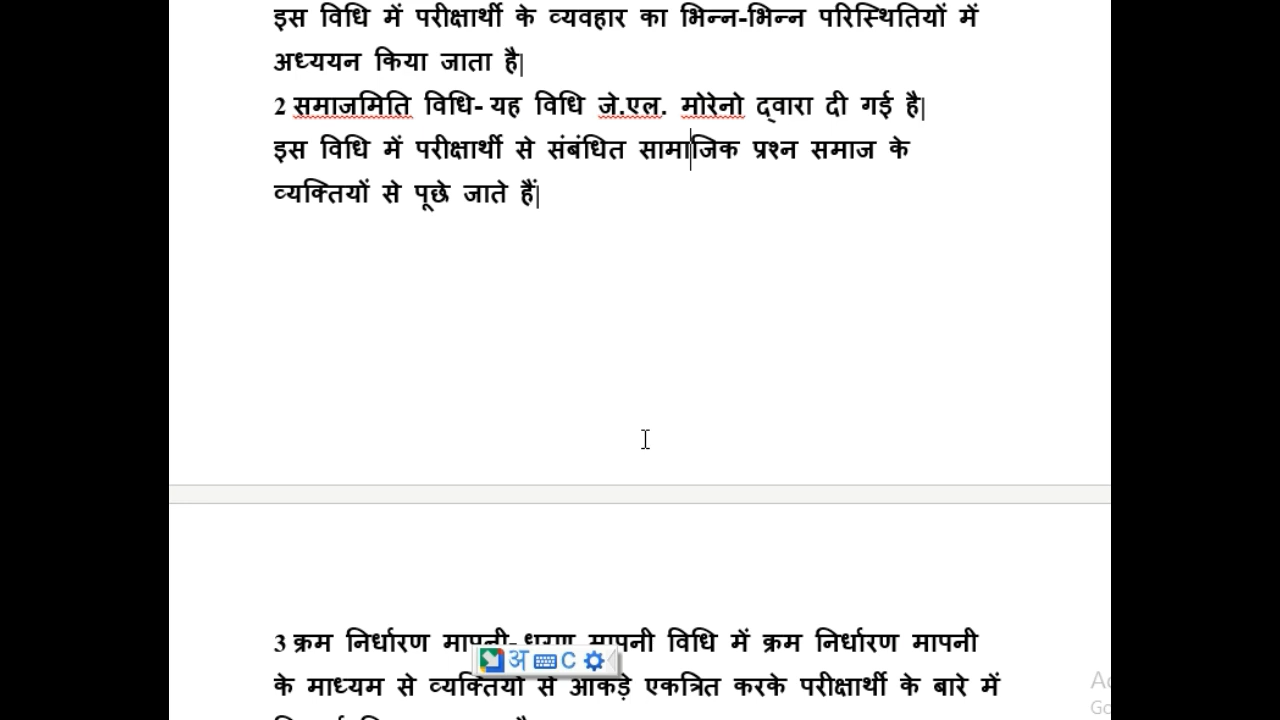 इस विधि में परीक्षार्थी के व्यवहार का भिन्न-भिन्न परिस्थितियों में
अध्ययन किया जाता है|
2 समाजमिति विधि- यह विधि जे.एल. मोरेनो द्वारा दी गई है|
इस विधि में परीक्षार्थी से संबंधित सामाजिक प्रश्न समाज के
व्यक्तियों से पूछे जाते हैं|
3 क्रम निर्धारण मापनी- मापनी विधि में क्रम निर्धारण मापनी
अ C
के माध्यम से व्यक्तियों से आंकड़े एकत्रित करके परीक्षार्थी के बारे में